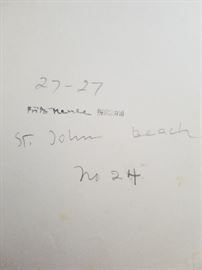 27-27
Fritz Henle
St. John beach
No 24